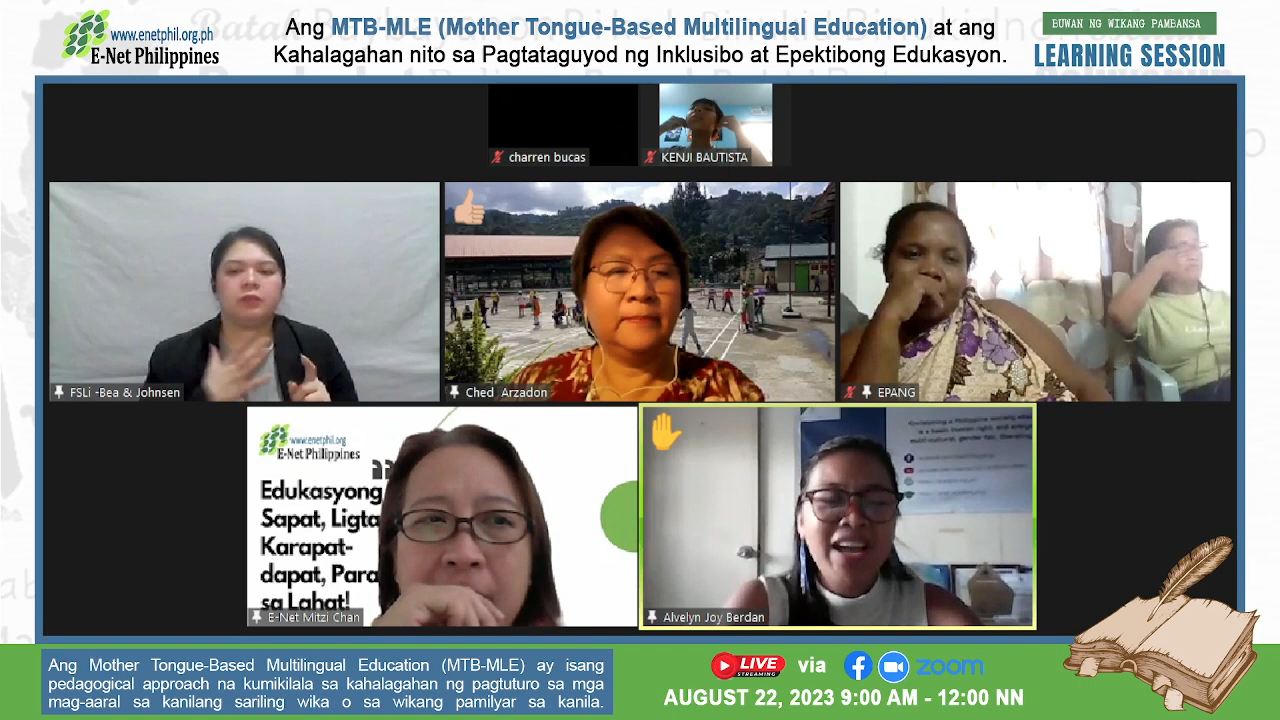 www.enetphil.org.ph
E-Net Philippines
Ang MTB-MLE (Mother Tongue-Based Multilingual Education) at ang
Kahalagahan nito sa Pagtataguyod ng Inklusibo at Epektibong Edukasyon.
BUWAN NG WIKANG PAMBANSA
LEARNING SESSION
charren bucas
KENJI BAUTISTA
FSLi -Bea & Johnsen
Ched Arzadon
EPANG
www.enetphil.org
E-Net Philippines
Edukasyong
Sapat, Ligta
Karapat-
dapat, Para
sa Lahat!
E-Net Mitzi Chan
Alvelyn Joy Berdan
Ang Mother Tongue-Based Multilingual Education (MTB-MLE) ay isang
pedagogical approach na kumikilala sa kahalagahan ng pagtuturo sa mga
mag-aaral sa kanilang sariling wika o sa wikang pamilyar sa kanila.
LIVE
STREAMING
via
zoom
AUGUST 22, 2023 9:00 AM - 12:00 NN